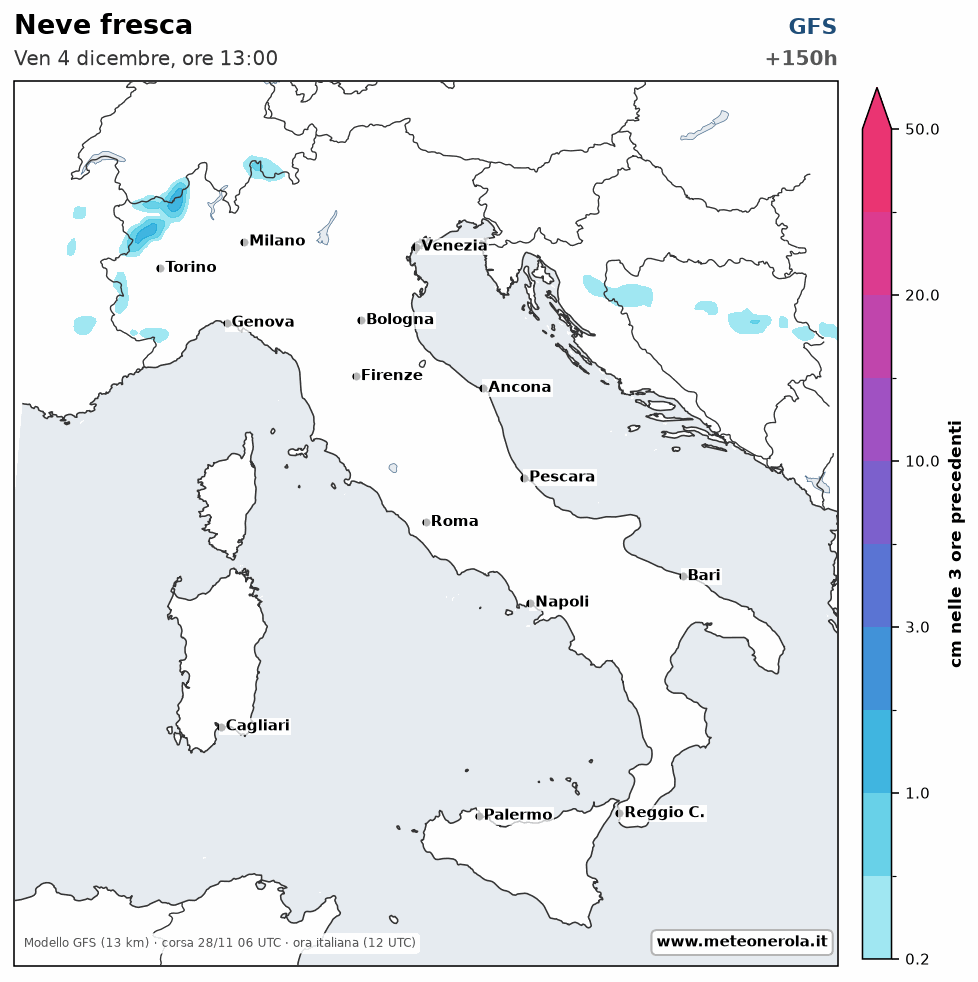 Neve fresca
GFS
Ven 4 dicembre, ore 13:00
+150h
Milano
Venezia
Torino
Genova
Bologna
Firenze
Ancona
Pescara
Roma
Bari
Napoli
Cagliari
Palermo
Reggio C.
Modello GFS (13 km) · corsa 28/11 06 UTC · ora italiana (12 UTC)
www.meteonerola.it
50.0
20.0
10.0
3.0
1.0
0.2
cm nelle 3 ore precedenti